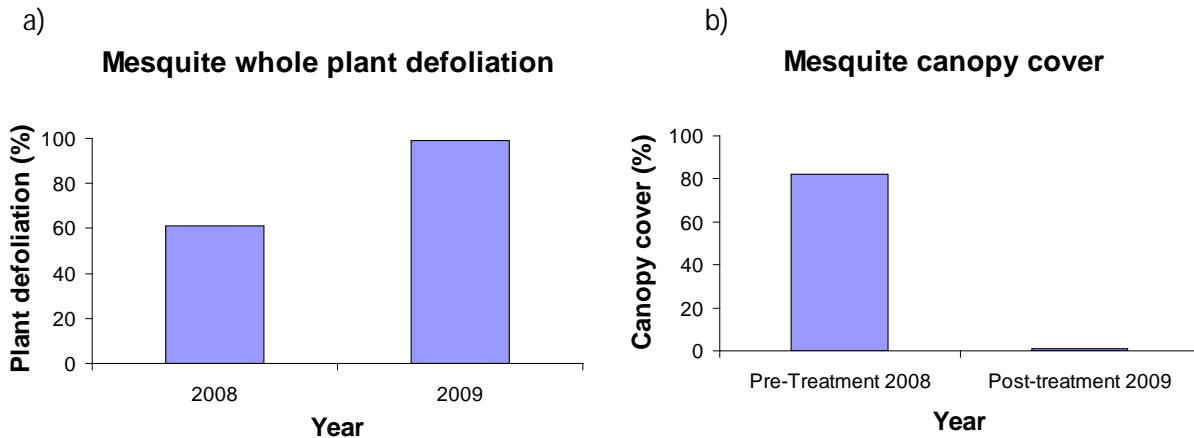 a)
Mesquite whole plant defoliation
Plant defoliation (%)
100
80
60
40
20
0
2008
2009
Year
b)
Mesquite canopy cover
Canopy cover (%)
100
80
60
40
20
0
Pre-Treatment 2008
Post-treatment 2009
Year